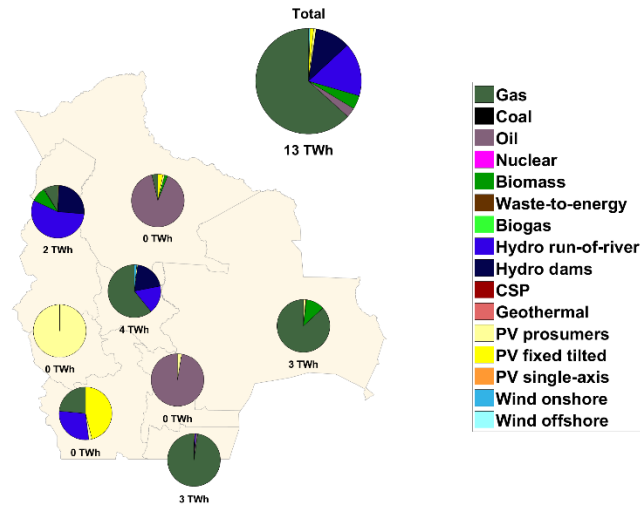 Total
13 TWh
2 TWh
0 TWh
4 TWh
3 TWh
0 TWh
0 TWh
0 TWh
3 TWh
Gas
Coal
Oil
Nuclear
Biomass
Waste-to-energy
Biogas
Hydro run-of-river
Hydro dams
CSP
Geothermal
PV prosumers
PV fixed tilted
PV single-axis
Wind onshore
Wind offshore